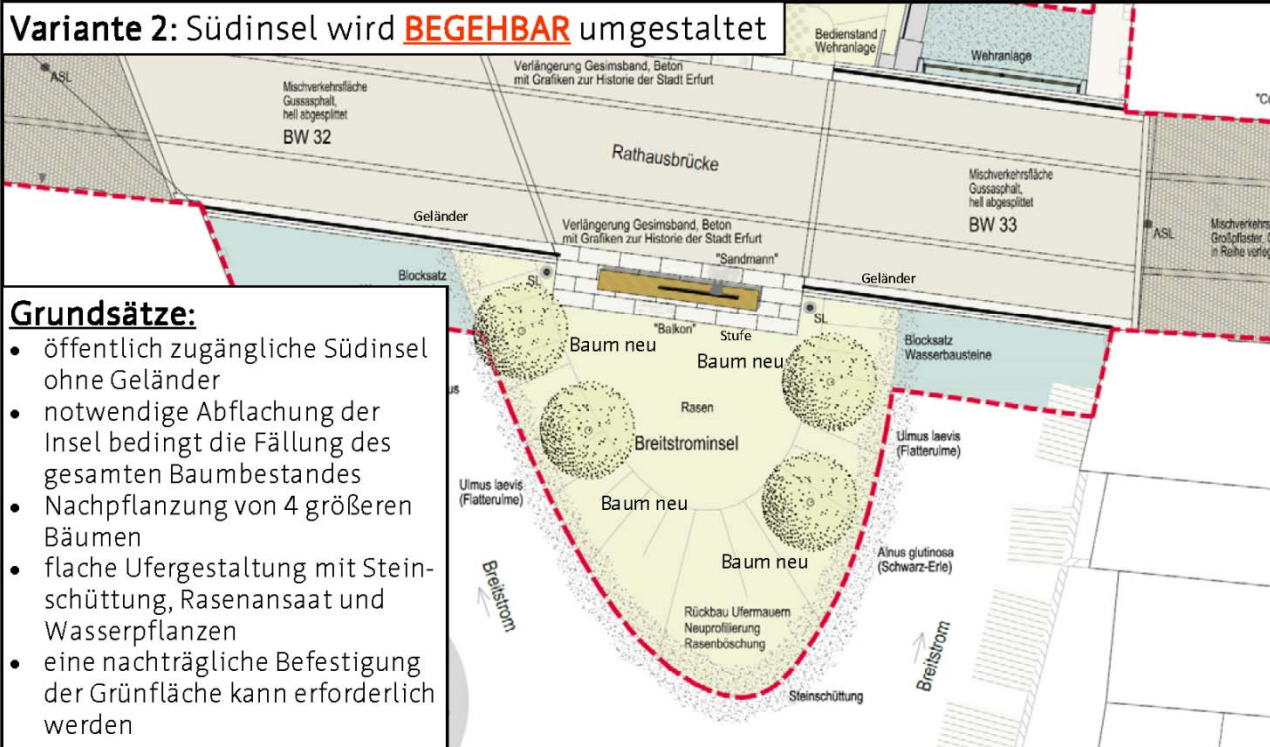 Variante 2: Südinsel wird BEGEHBAR umgestaltet
Bedienstand
Wehranlage
Wehranlage
ASL
Mischverkehrsfläche
Gussasphalt,
hell abgesplittet
BW 32
Verlängerung Gesimsband, Beton
mit Grafiken zur Historie der Stadt Erfurt
Rathausbrücke
Mischverkehrsfläche
Gussasphalt,
hell abgesplittet
BW 33
ASL
Großpflaster,
in Reihe
Geländer
Verlängerung Gesimsband, Beton
mit Grafiken zur Historie der Stadt Erfurt
"Sandmann"
Geländer
Blocksatz
SL
SL
"Balkon"
Stufe
Blocksatz
Wasserbausteine
Baum neu
Baum neu
Rasen
Breitstrominsel
Ulmus laevis
(Flatterulme)
Ulmus laevis
(Flatterulme)
Baum neu
Baum neu
Alnus glutinosa
(Schwarz-Erle)
Breitstrom
Rückbau Ufermauern
Neuprofilierung
Rasenböschung
Breitstrom
Steinschüttung
Grundsätze:
• öffentlich zugängliche Südinsel
ohne Geländer
• notwendige Abflachung der
Insel bedingt die Fällung des
gesamten Baumbestandes
• Nachpflanzung von 4 größeren
Bäumen
• flache Ufergestaltung mit Stein-
schüttung, Rasenansaat und
Wasserpflanzen
• eine nachträgliche Befestigung
der Grünfläche kann erforderlich
werden